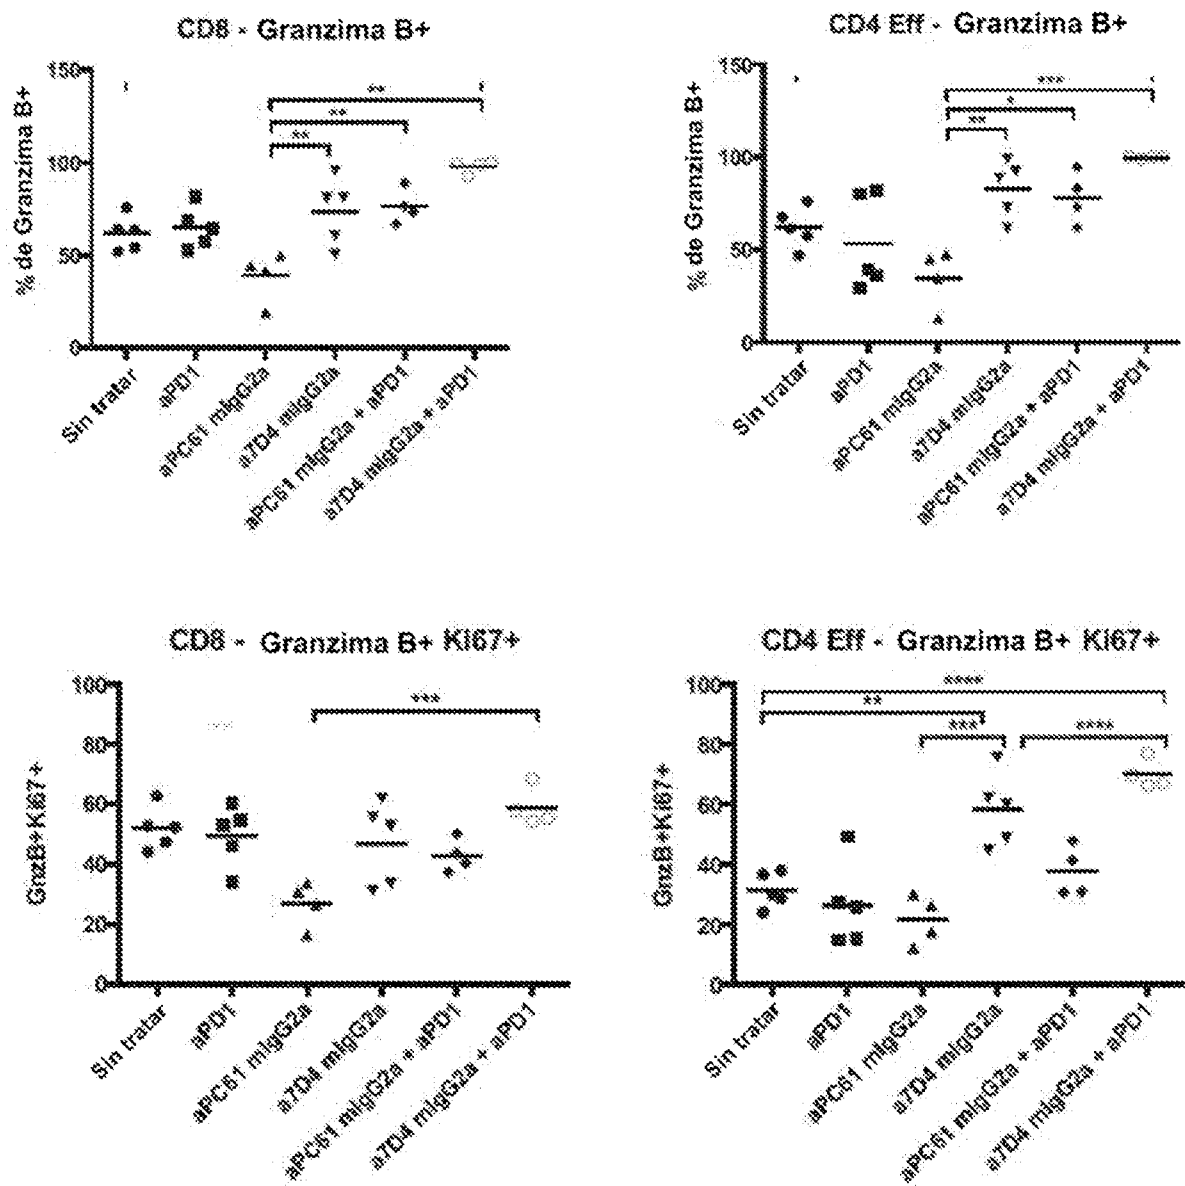 CD8 - Granzima B+
% de Granzima B+
150
**
**
**
100
50
0
Sin tratar
aPD1
aPC61 mIgG2a
a7D4 mIgG2a
aPC61 mIgG2a + aPD1
a7D4 mIgG2a + aPD1
CD4 Eff - Granzima B+
% de Granzima B+
150
***
*
**
100
50
0
Sin tratar
aPD1
aPC61 mIgG2a
a7D4 mIgG2a
aPC61 mIgG2a + aPD1
a7D4 mIgG2a + aPD1
CD8 - Granzima B+ Ki67+
GnzB+Ki67+
100
***
80
60
40
20
0
Sin tratar
aPD1
aPC61 mIgG2a
a7D4 mIgG2a
aPC61 mIgG2a + aPD1
a7D4 mIgG2a + aPD1
CD4 Eff - Granzima B+ Ki67+
GnzB+Ki67+
100
****
**
***
****
80
60
40
20
0
Sin tratar
aPD1
aPC61 mIgG2a
a7D4 mIgG2a
aPC61 mIgG2a + aPD1
a7D4 mIgG2a + aPD1